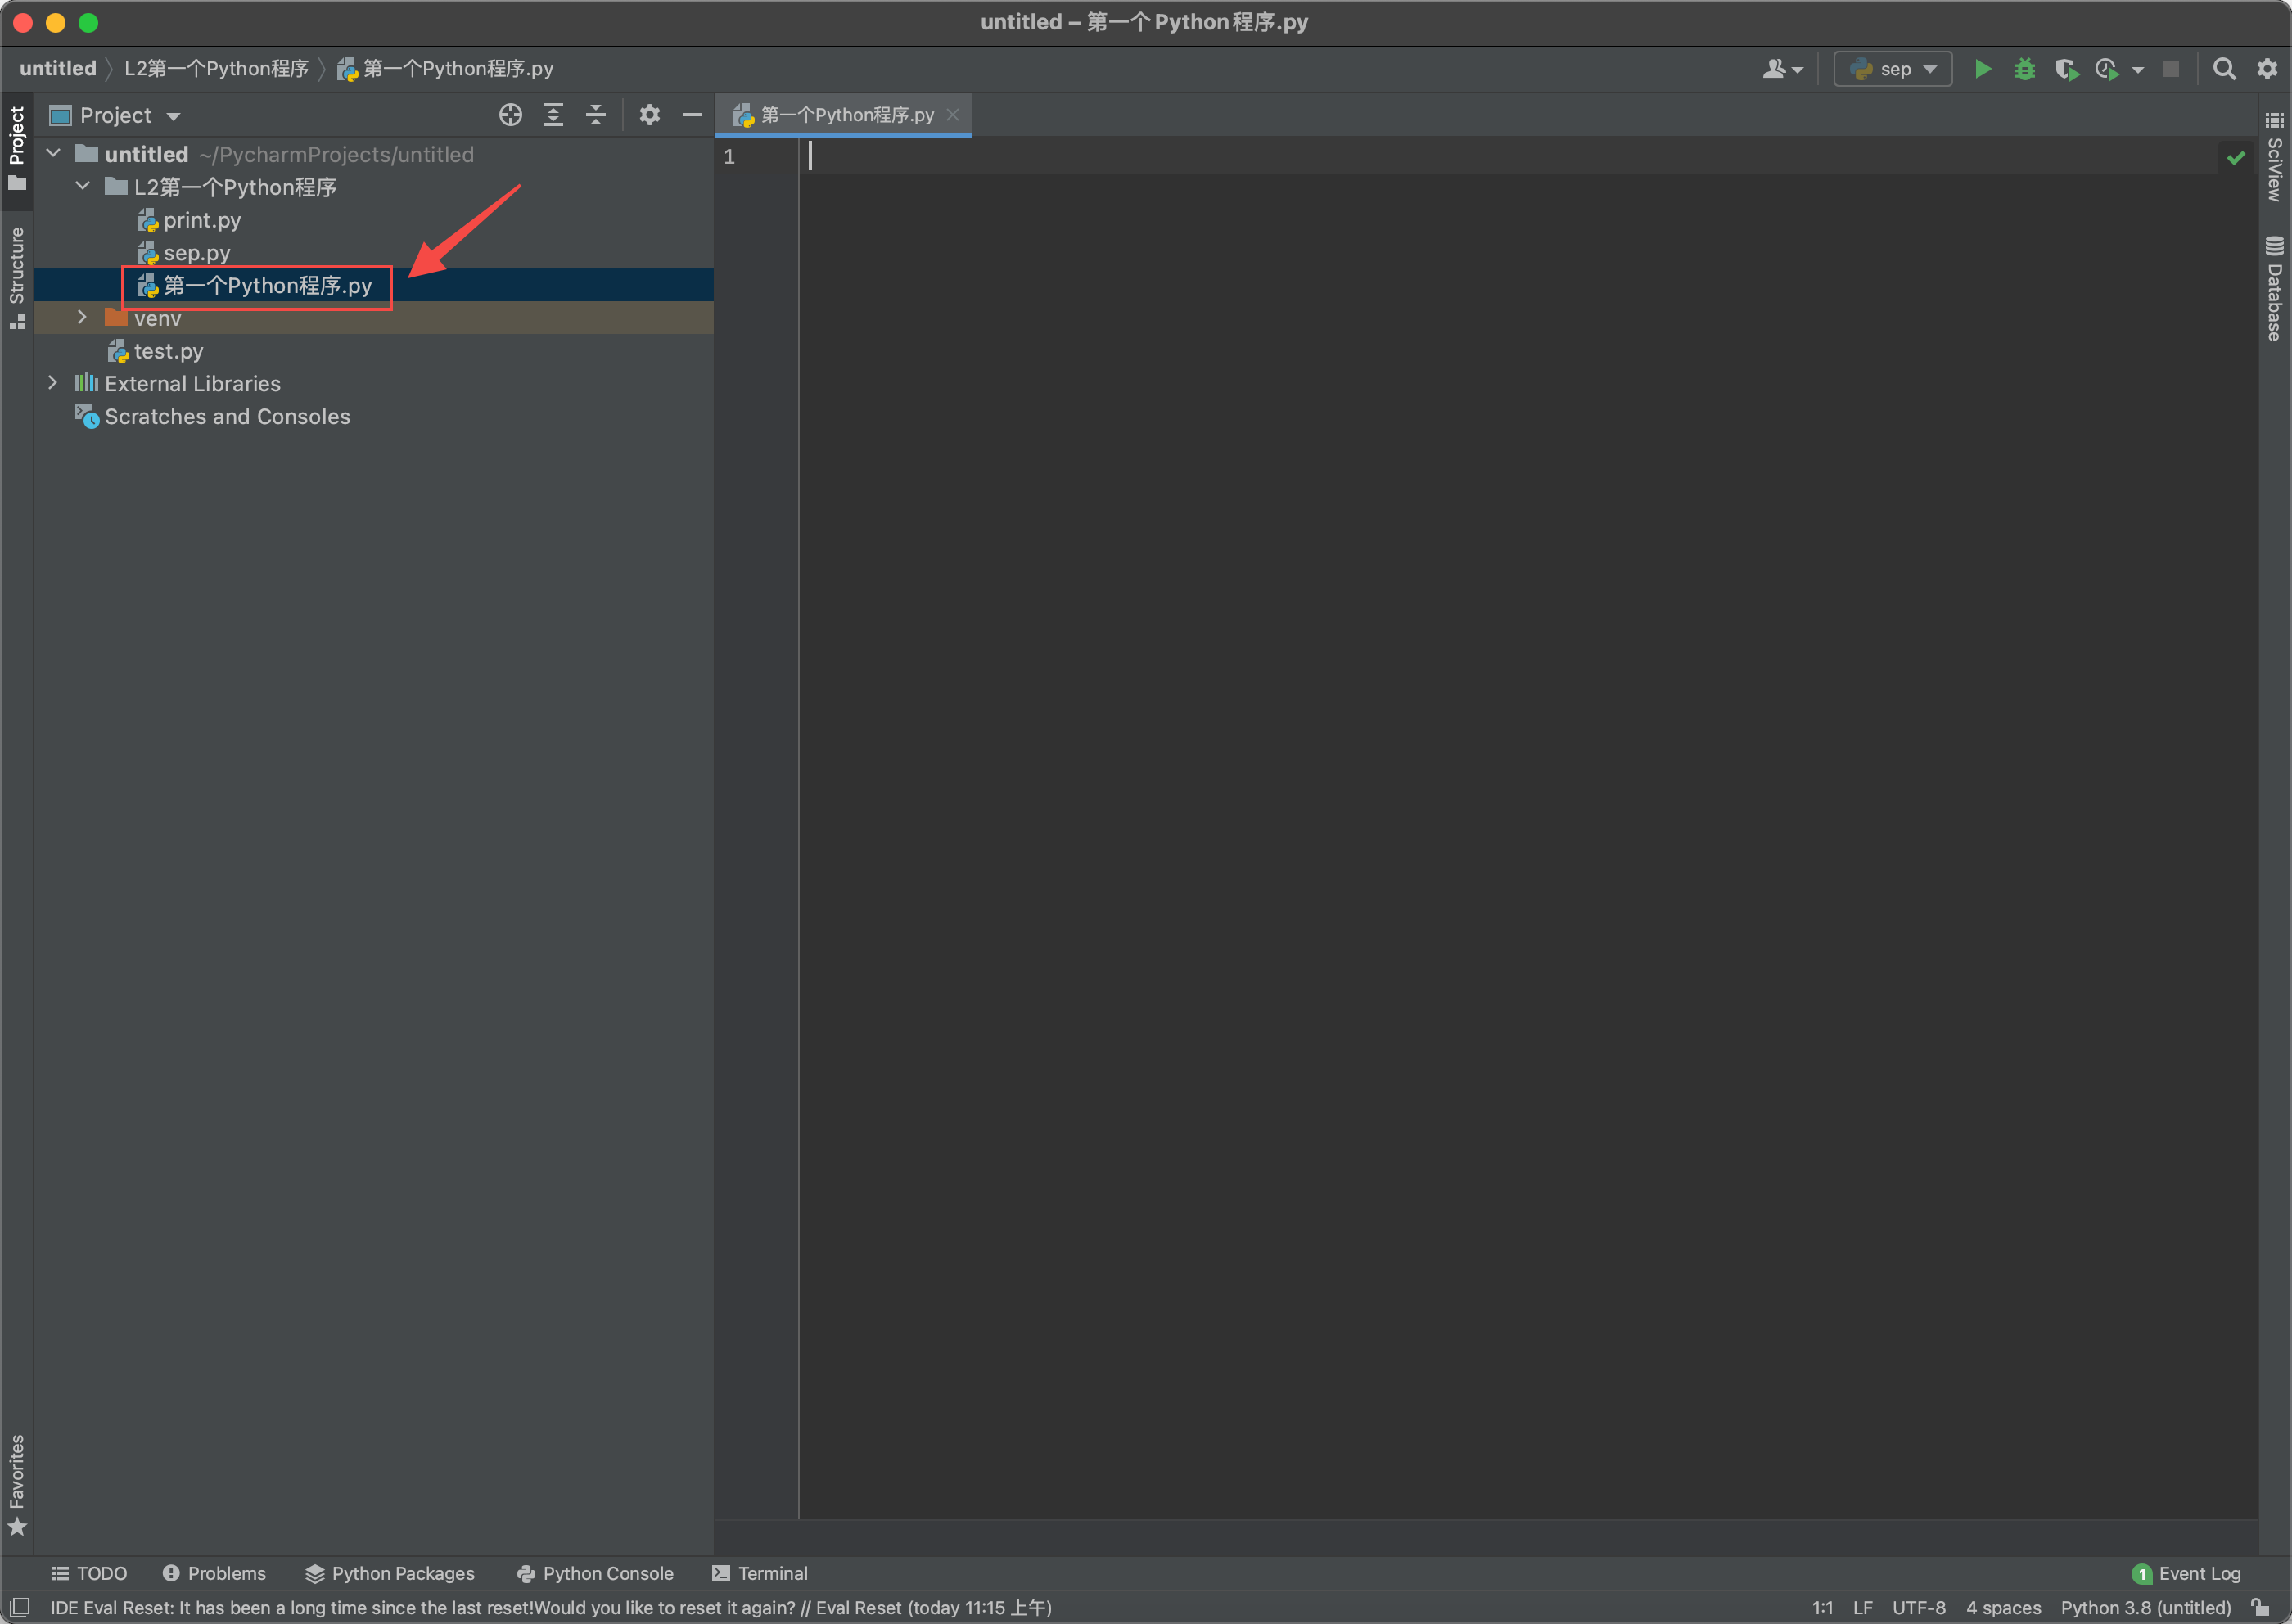 untitled – 第一个Python程序.py
untitled L2第一个Python程序 第一个Python程序.py
sep
Project
第一个Python程序.py
Project
Structure
Favorites
untitled ~/PycharmProjects/untitled
L2第一个Python程序
print.py
sep.py
第一个Python程序.py
venv
test.py
External Libraries
Scratches and Consoles
1
SciView
Database
TODO Problems Python Packages Python Console Terminal 1 Event Log
IDE Eval Reset: It has been a long time since the last reset!Would you like to reset it again? // Eval Reset (today 11:15 上午) 1:1 LF UTF-8 4 spaces Python 3.8 (untitled)